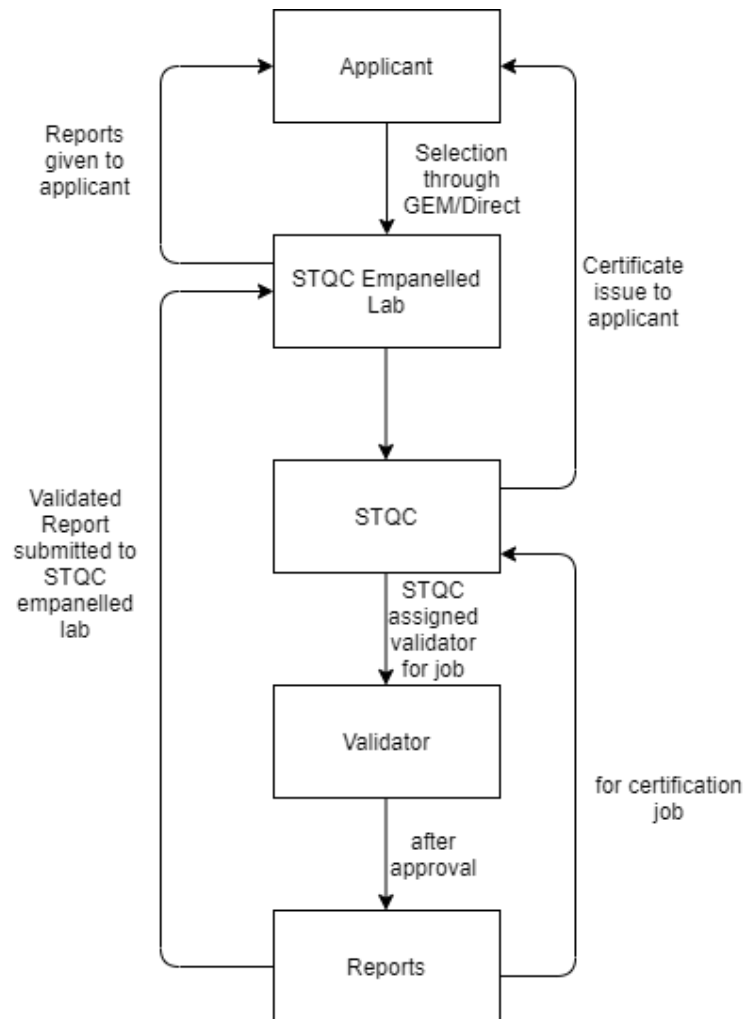 Applicant
Reports
given to
applicant
Selection
through
GEM/Direct
STQC Empanelled
Lab
Certificate
issue to
applicant
STQC
Validated
Report
submitted to
STQC
empanelled
lab
STQC
assigned
validator
for job
Validator
for certification
job
after
approval
Reports